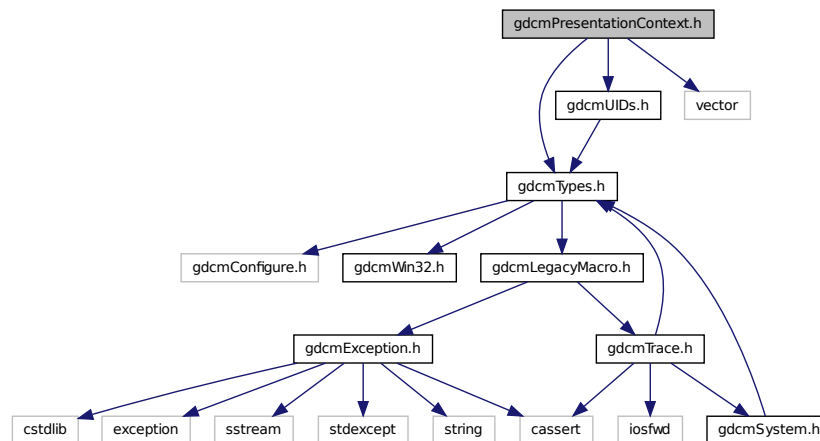 gdcmPresentationContext.h
gdcmUIDs.h
vector
gdcmTypes.h
gdcmConfigure.h
gdcmWin32.h
gdcmLegacyMacro.h
gdcmException.h
gdcmTrace.h
cstdlib
exception
sstream
stdexcept
string
cassert
iosfwd
gdcmSystem.h